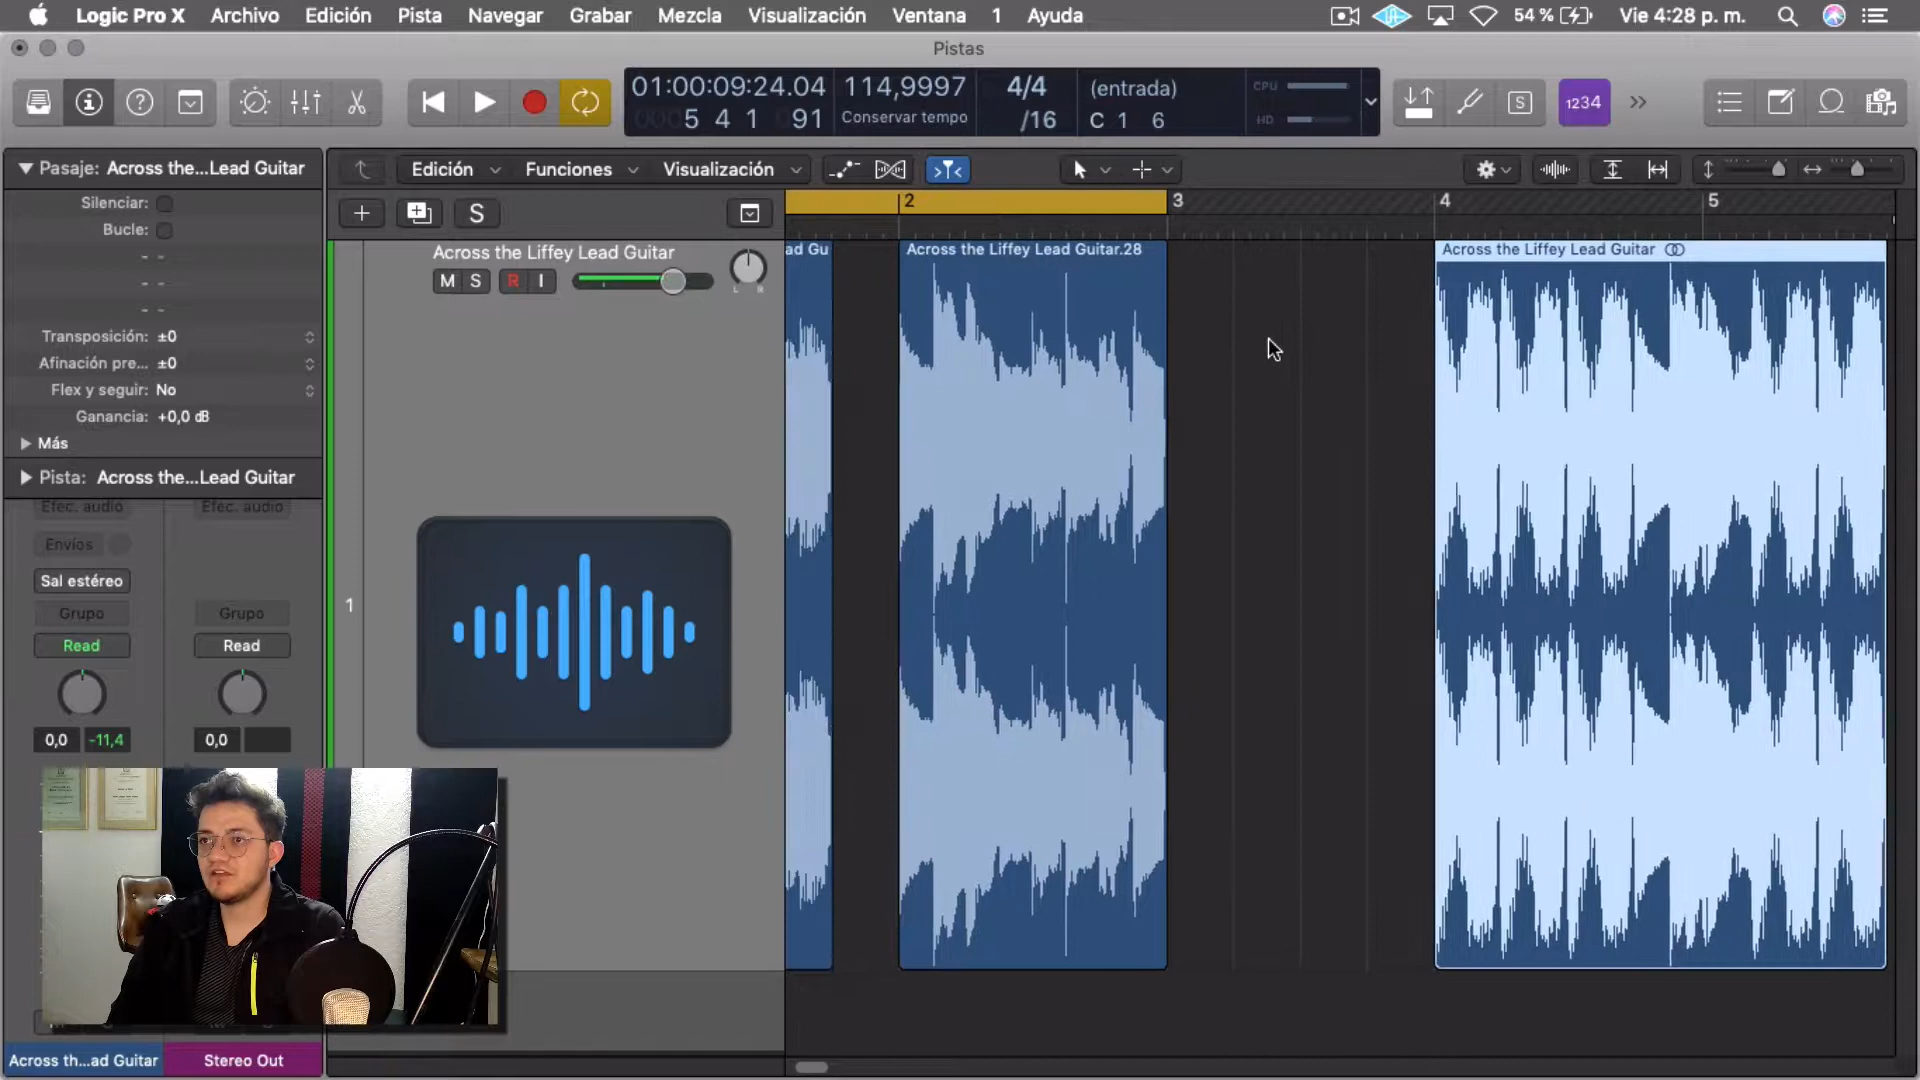 Logic Pro X Archivo Edición Pista Navegar Grabar Mezcla Visualización Ventana 1 Ayuda 54 % Vie 4:28 p. m.
Pistas
01:00:09:24.04 114,9997 4/4 (entrada) CPU
5 4 1 91 Conservar tempo /16 C 1 6 HD
S 1234
Pasaje: Across the...Lead Guitar
Edición Funciones Visualización
Silenciar:
Bucle:
- -
- -
- -
Transposición: ±0
Afinación pre... ±0
Flex y seguir: No
Ganancia: +0,0 dB
Más
Pista: Across the...Lead Guitar
S
2 3 4 5
Across the Liffey Lead Guitar
M S R I
L R
1
ad Gu
Across the Liffey Lead Guitar.28
Across the Liffey Lead Guitar
Efec. audio Efec. audio
Envíos
Sal estéreo
Grupo Grupo
Read Read
0,0 -11,4 0,0
Across th...ad Guitar Stereo Out